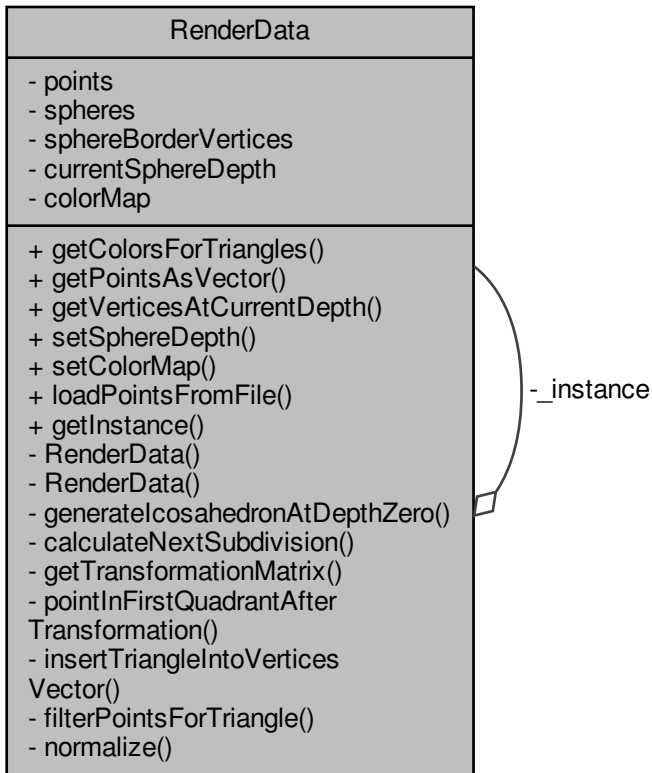 RenderData
- points
- spheres
- sphereBorderVertices
- currentSphereDepth
- colorMap
+ getColorsForTriangles()
+ getPointsAsVector()
+ getVerticesAtCurrentDepth()
+ setSphereDepth()
+ setColorMap()
+ loadPointsFromFile()
+ getInstance()
- RenderData()
- RenderData()
- generateIcosahedronAtDepthZero()
- calculateNextSubdivision()
- getTransformationMatrix()
- pointInFirstQuadrantAfter
Transformation()
- insertTriangleIntoVertices
Vector()
- filterPointsForTriangle()
- normalize()
-_instance